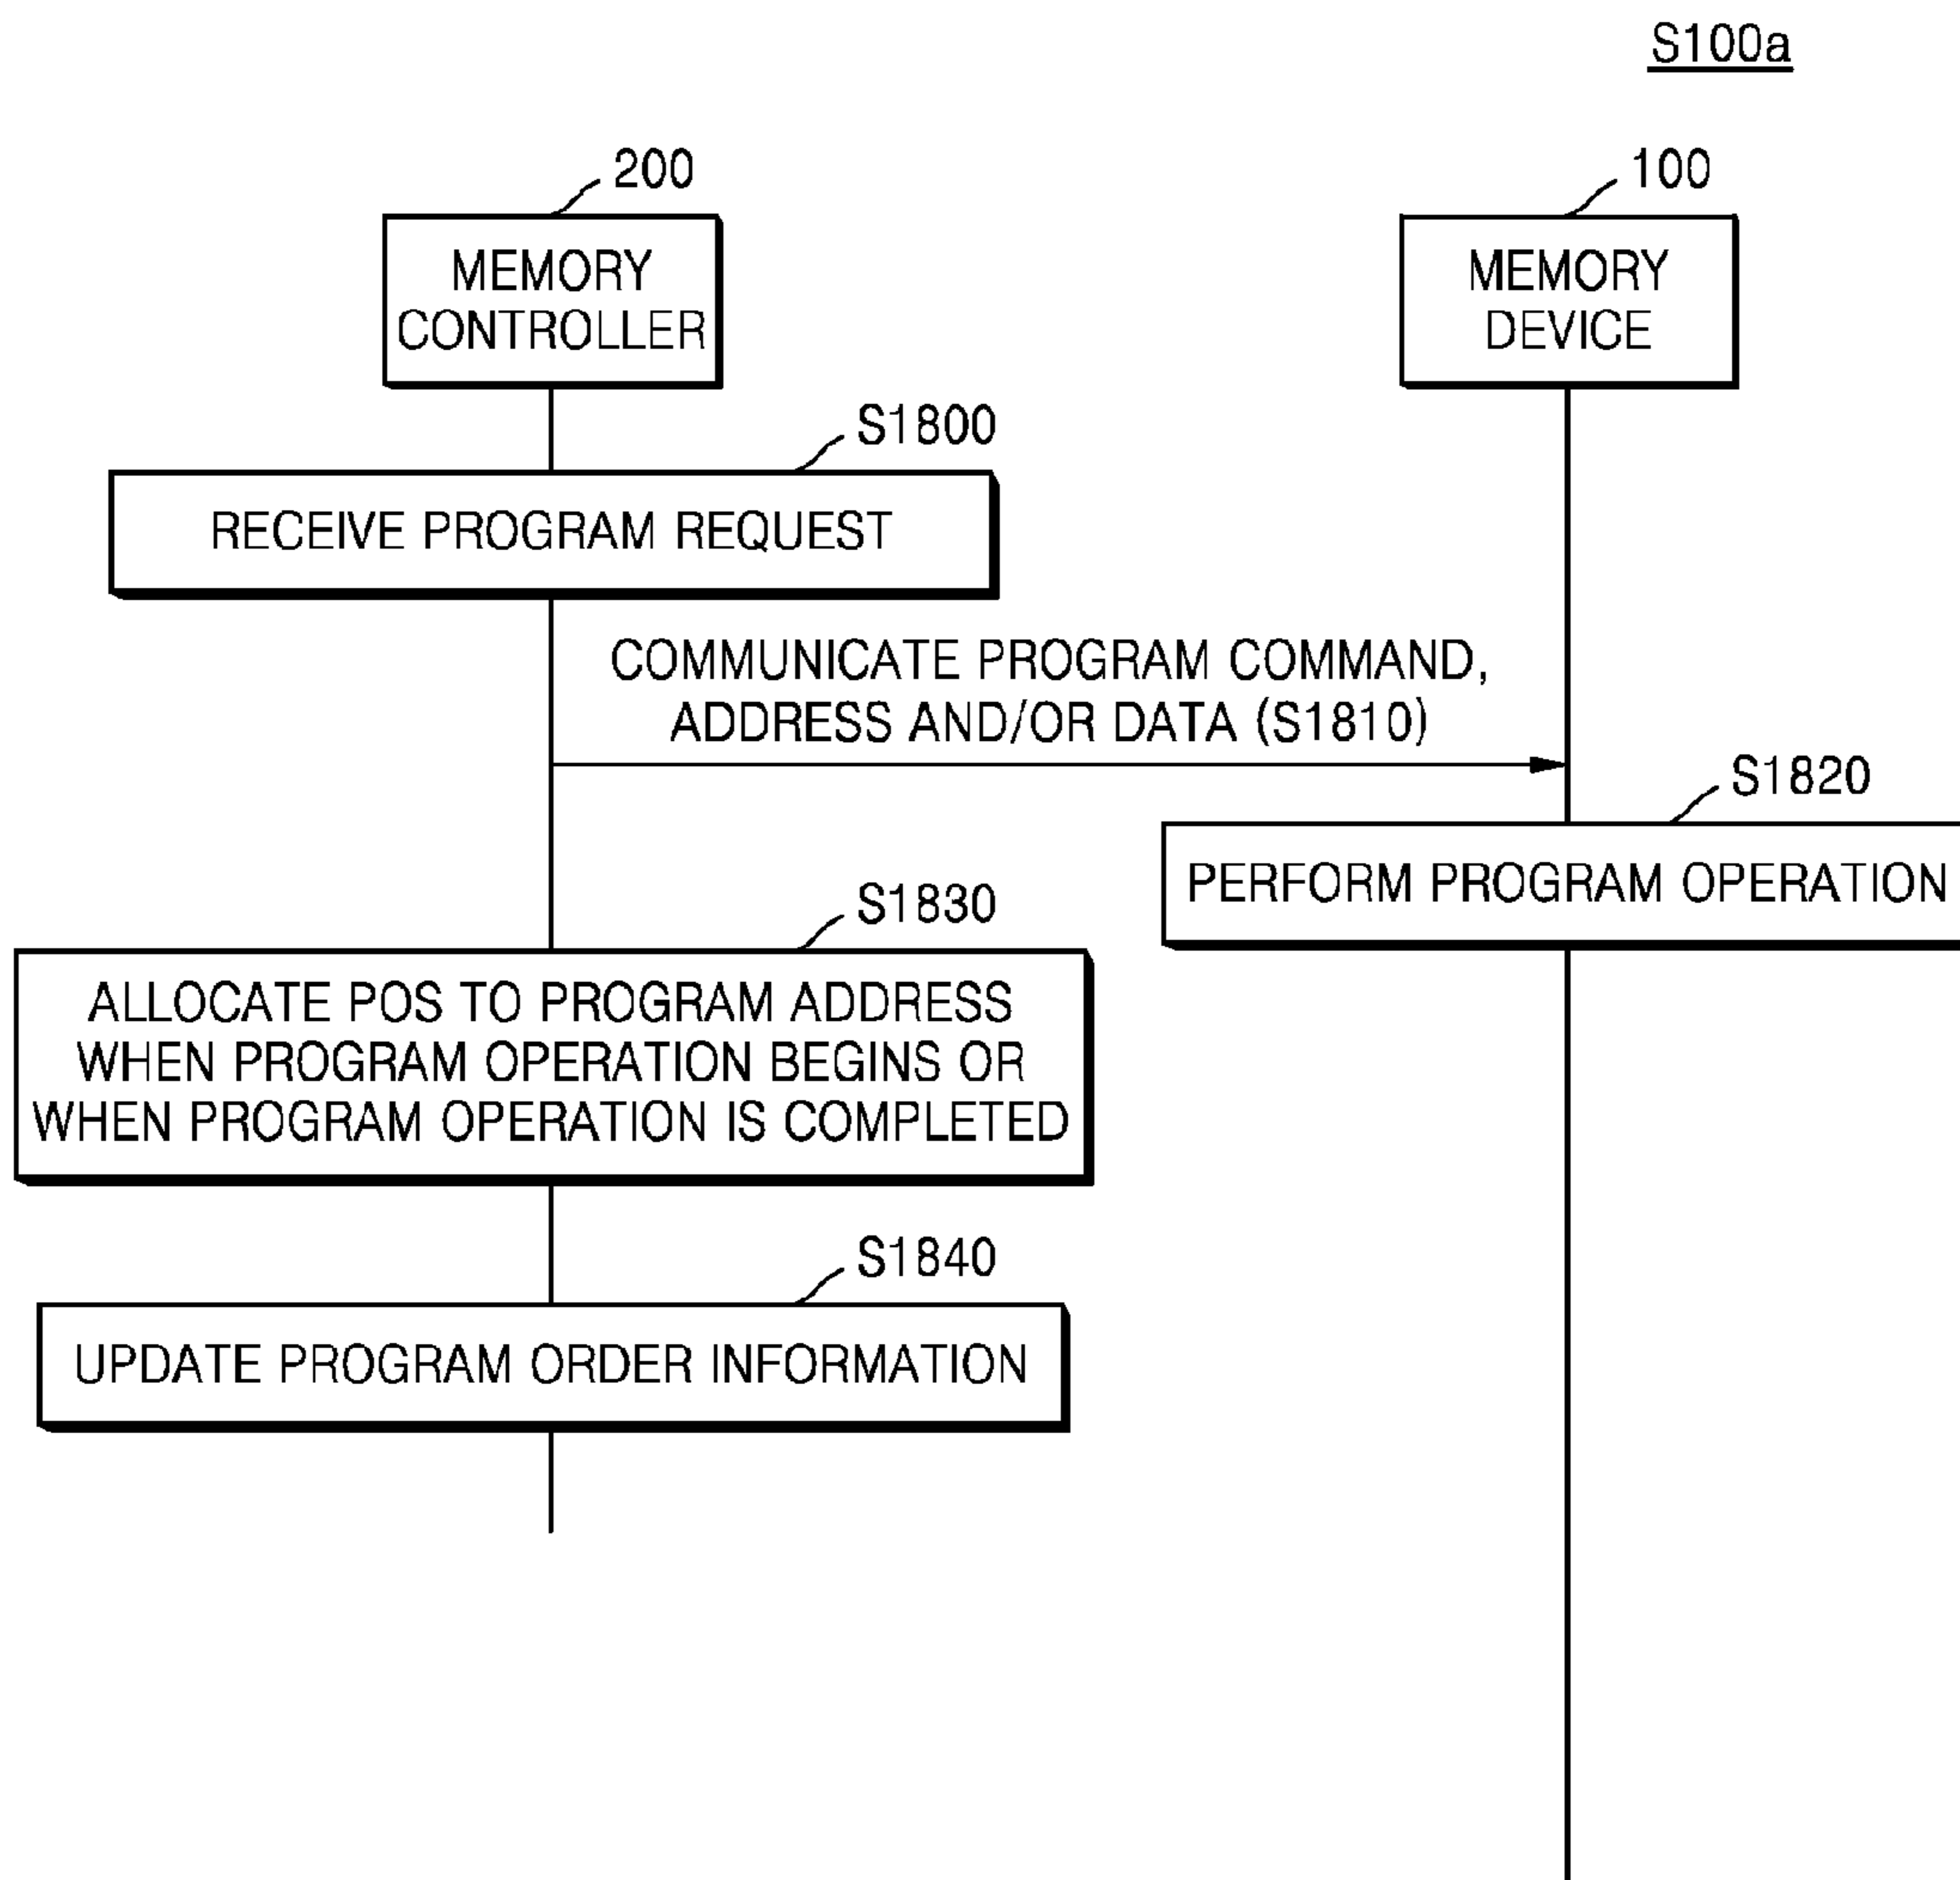 S100a
200
100
MEMORY
CONTROLLER
MEMORY
DEVICE
S1800
RECEIVE PROGRAM REQUEST
COMMUNICATE PROGRAM COMMAND,
ADDRESS AND/OR DATA (S1810)
S1820
PERFORM PROGRAM OPERATION
S1830
ALLOCATE POS TO PROGRAM ADDRESS
WHEN PROGRAM OPERATION BEGINS OR
WHEN PROGRAM OPERATION IS COMPLETED
S1840
UPDATE PROGRAM ORDER INFORMATION